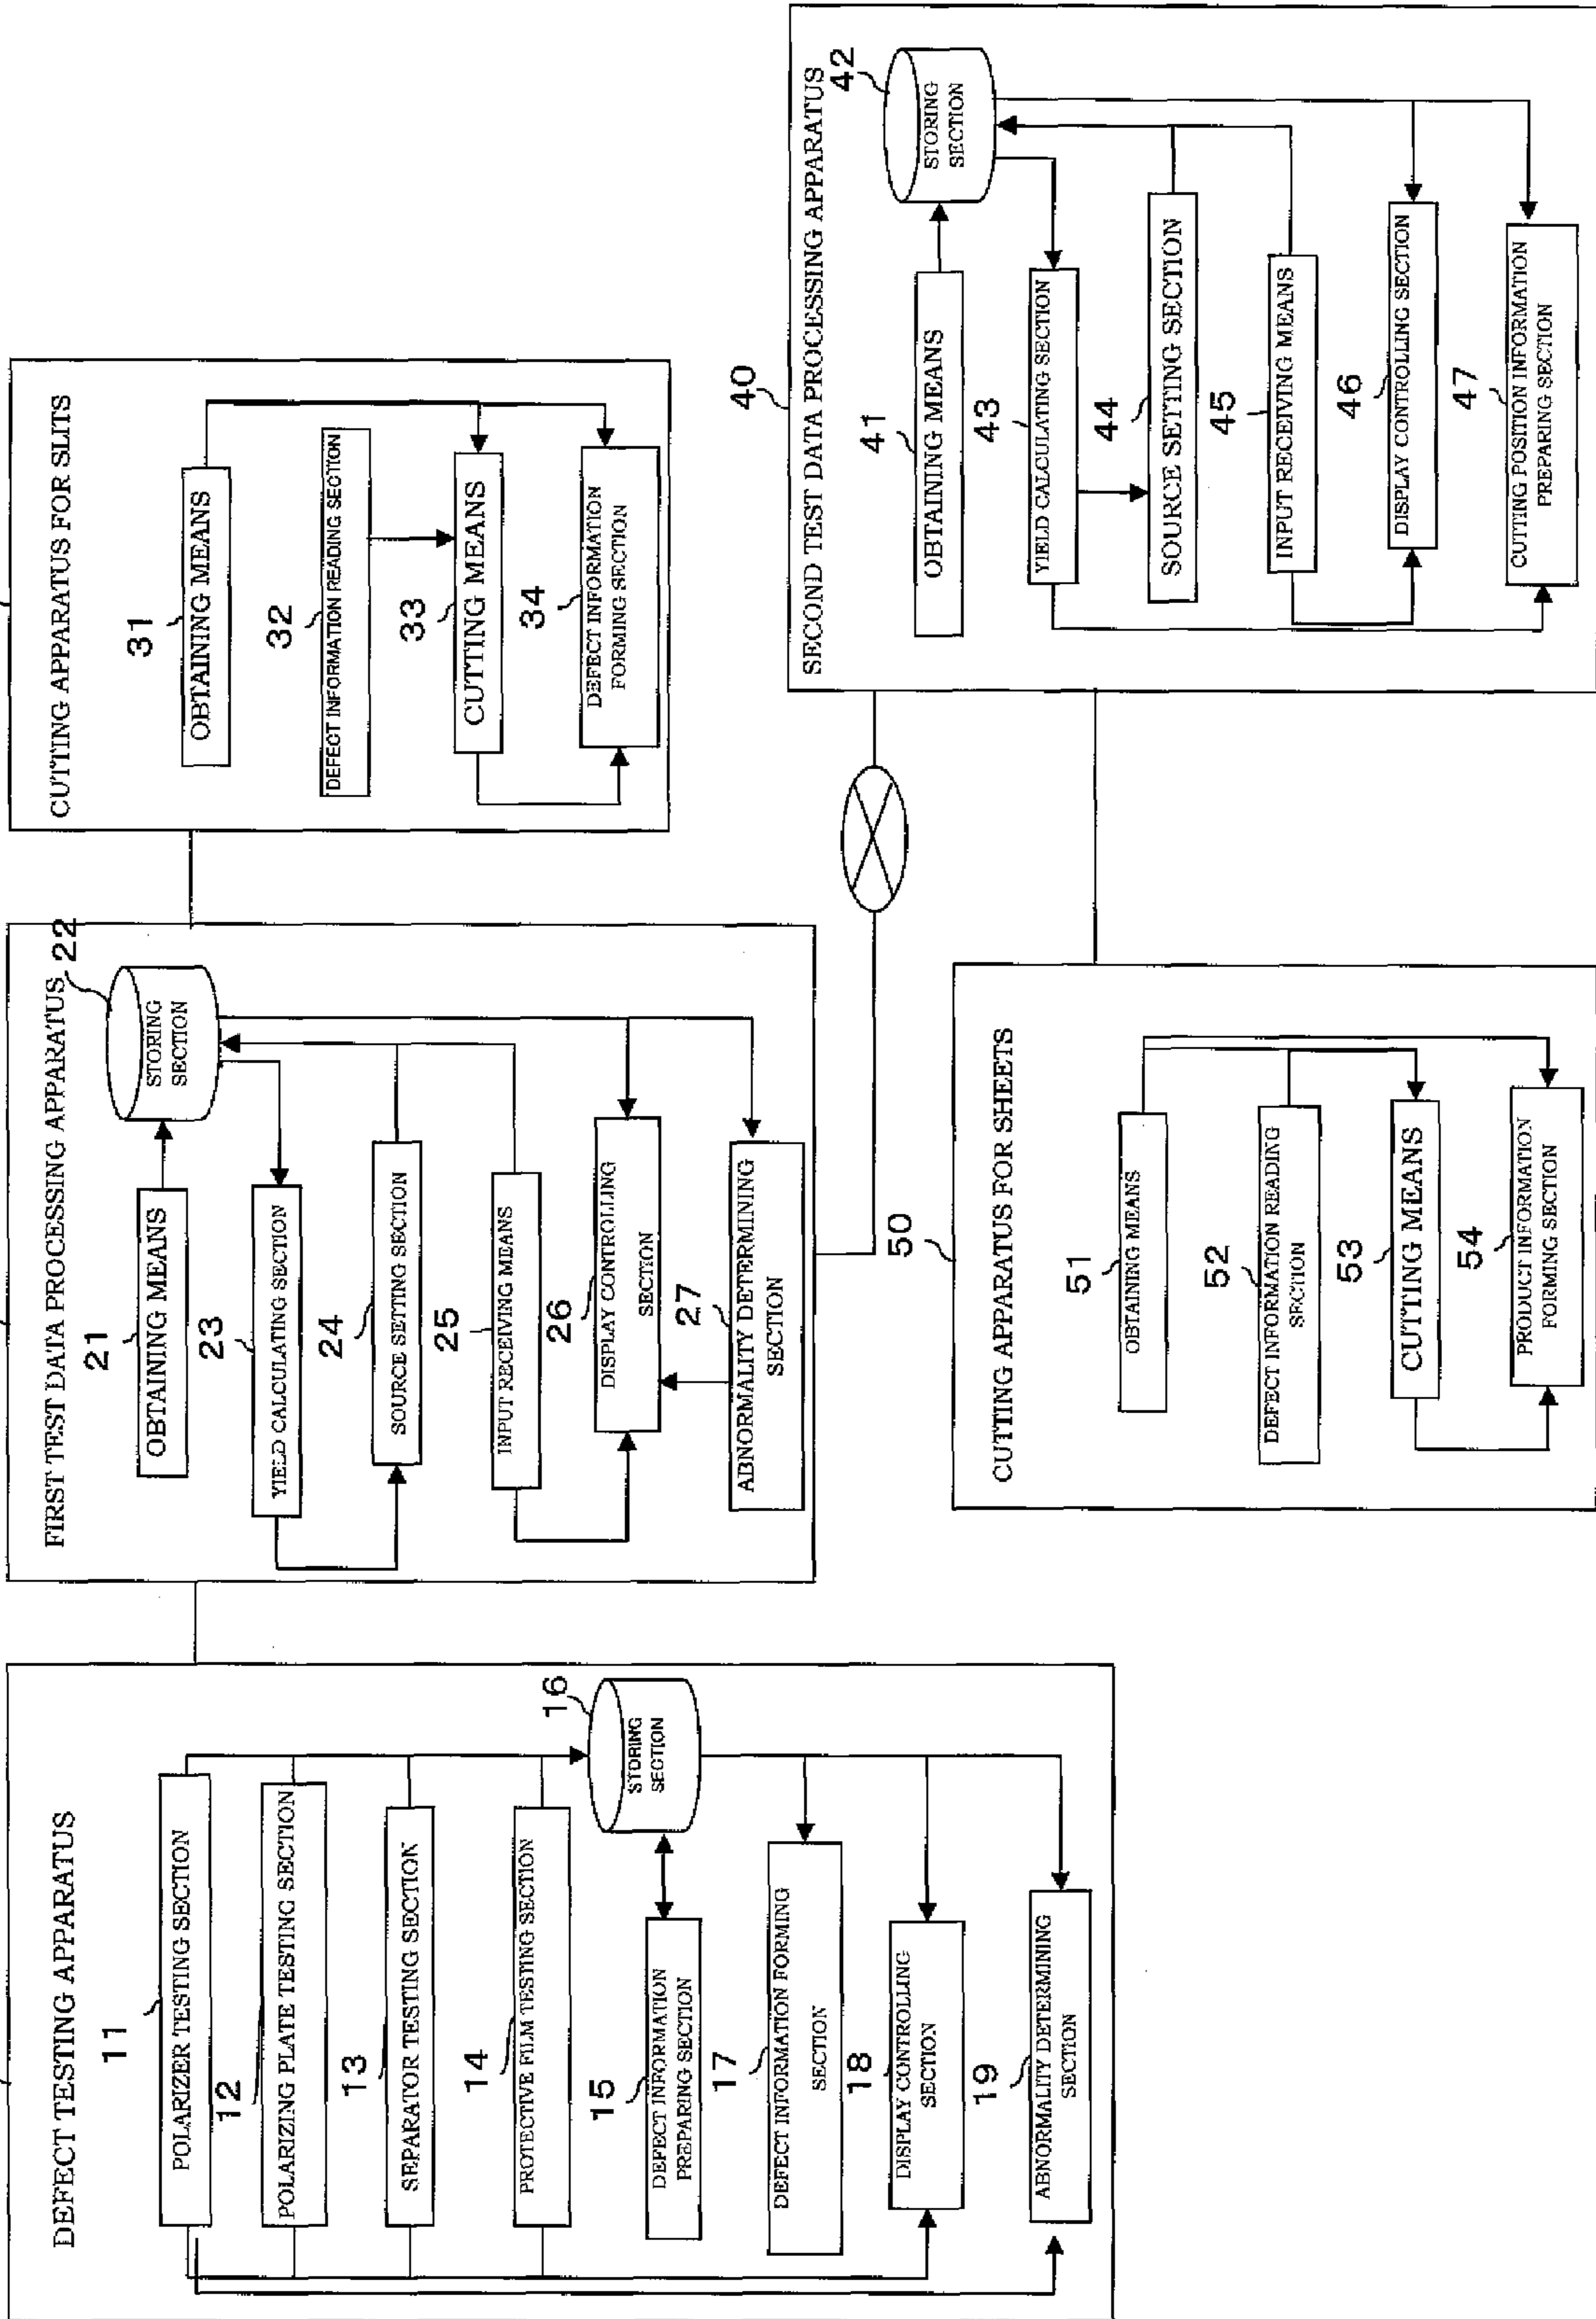 DEFECT TESTING APPARATUS
11
POLARIZER TESTING SECTION
12
POLARIZING PLATE TESTING SECTION
13
SEPARATOR TESTING SECTION
14
PROTECTIVE FILM TESTING SECTION
15
DEFECT INFORMATION
PREPARING SECTION
16
STORING
SECTION
17
DEFECT INFORMATION FORMING
SECTION
18
DISPLAY CONTROLLING
SECTION
19
ABNORMALITY DETERMINING
SECTION
FIRST TEST DATA PROCESSING APPARATUS
21
OBTAINING MEANS
22
STORING
SECTION
23
YIELD CALCULATING SECTION
24
SOURCE SETTING SECTION
25
INPUT RECEIVING MEANS
26
DISPLAY CONTROLLING
SECTION
27
ABNORMALITY DETERMINING
SECTION
CUTTING APPARATUS FOR SLITS
31
OBTAINING MEANS
32
DEFECT INFORMATION READING SECTION
33
CUTTING MEANS
34
DEFECT INFORMATION
FORMING SECTION
50
CUTTING APPARATUS FOR SHEETS
51
OBTAINING MEANS
52
DEFECT INFORMATION READING
SECTION
53
CUTTING MEANS
54
PRODUCT INFORMATION
FORMING SECTION
40
SECOND TEST DATA PROCESSING APPARATUS
41
OBTAINING MEANS
42
STORING
SECTION
43
YIELD CALCULATING SECTION
44
SOURCE SETTING SECTION
45
INPUT RECEIVING MEANS
46
DISPLAY CONTROLLING SECTION
47
CUTTING POSITION INFORMATION
PREPARING SECTION